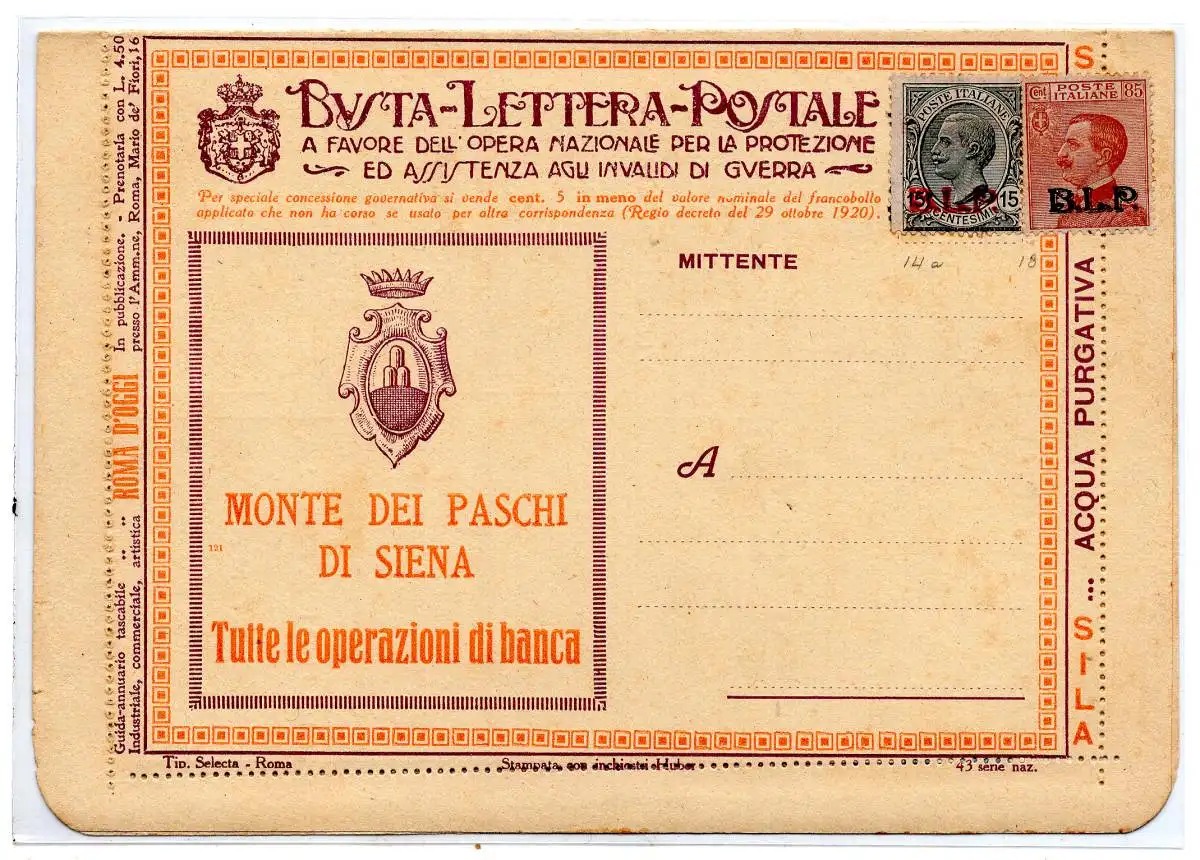 BVSTA-LETTERA-POSTALE
A FAVORE DELL'OPERA NAZIONALE PER LA PROTEZIONE
ED ASSISTENZA AGLI INVALIDI DI GVERRA
Per speciale concessione governativa si vende cent. 5 in meno del valore nominale del francobollo
applicato che non ha corso se usato per altra corrispondenza (Regio decreto del 29 ottobre 1920).
POSTE ITALIANE
15
CENTESIMI
15
B.L.P.
Cent
POSTE
ITALIANE
85
B.L.P.
14a
18
MITTENTE
A
121
MONTE DEI PASCHI
DI SIENA
Tutte le operazioni di banca
Guida-annuario tascabile ·· ·· ROMA D'OGGI In pubblicazione. - Prenotarla con L. 4.50
Industriale, commerciale, artistica presso l'Amm.ne, Roma, Mario de' Fiori, 16
S
SILA ... ACQUA PURGATIVA
Tip. Selecta - Roma
Stampata con inchiostri Huber
43 serie naz.